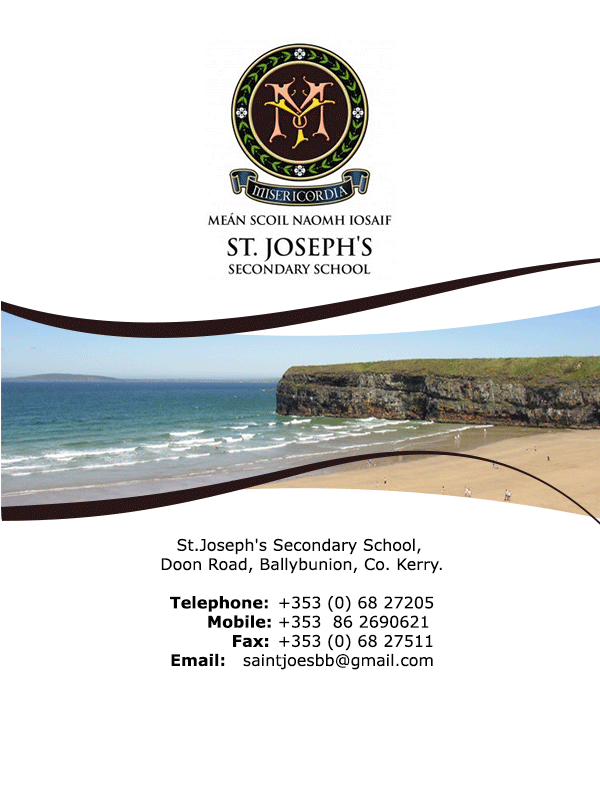 MISERICORDIA
MEÁN SCOIL NAOMH IOSAIF
ST. JOSEPH'S
SECONDARY SCHOOL
St.Joseph's Secondary School,
Doon Road, Ballybunion, Co. Kerry.
Telephone: +353 (0) 68 27205
Mobile: +353 86 2690621
Fax: +353 (0) 68 27511
Email: saintjoesbb@gmail.com